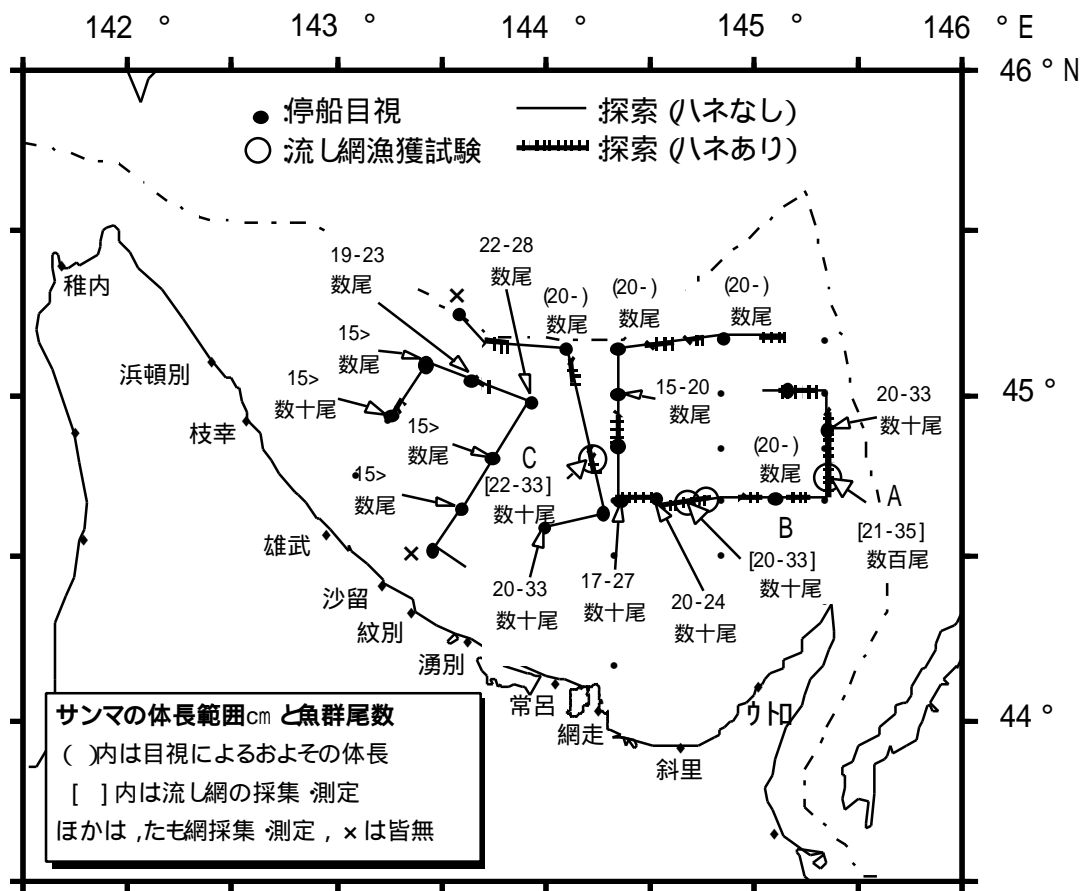 142 °
143 °
144 °
145 °
146 ° E
46 ° N
:停船目視
:探索 (ハネなし)
:流し網漁獲試験
:探索 (ハネあり)
19-23
数尾
22-28
数尾
(20-)
数尾
(20-)
数尾
(20-)
数尾
稚内
15>
数尾
浜頓別
15>
数十尾
枝幸
15>
数尾
15-20
数尾
45 °
20-33
数十尾
(20-)
数尾
C
[22-33]
数十尾
15>
数尾
A
B
[21-35]
数百尾
[20-33]
数十尾
雄武
20-33
数十尾
17-27
数十尾
20-24
数十尾
沙留
紋別
湧別
常呂
網走
斜里
ウトロ
44 °
サンマの体長範囲cm と魚群尾数
( )内は目視によるおよその体長
[ ] 内は流し網の採集・測定
ほかは,たも網採集・測定,×は皆無